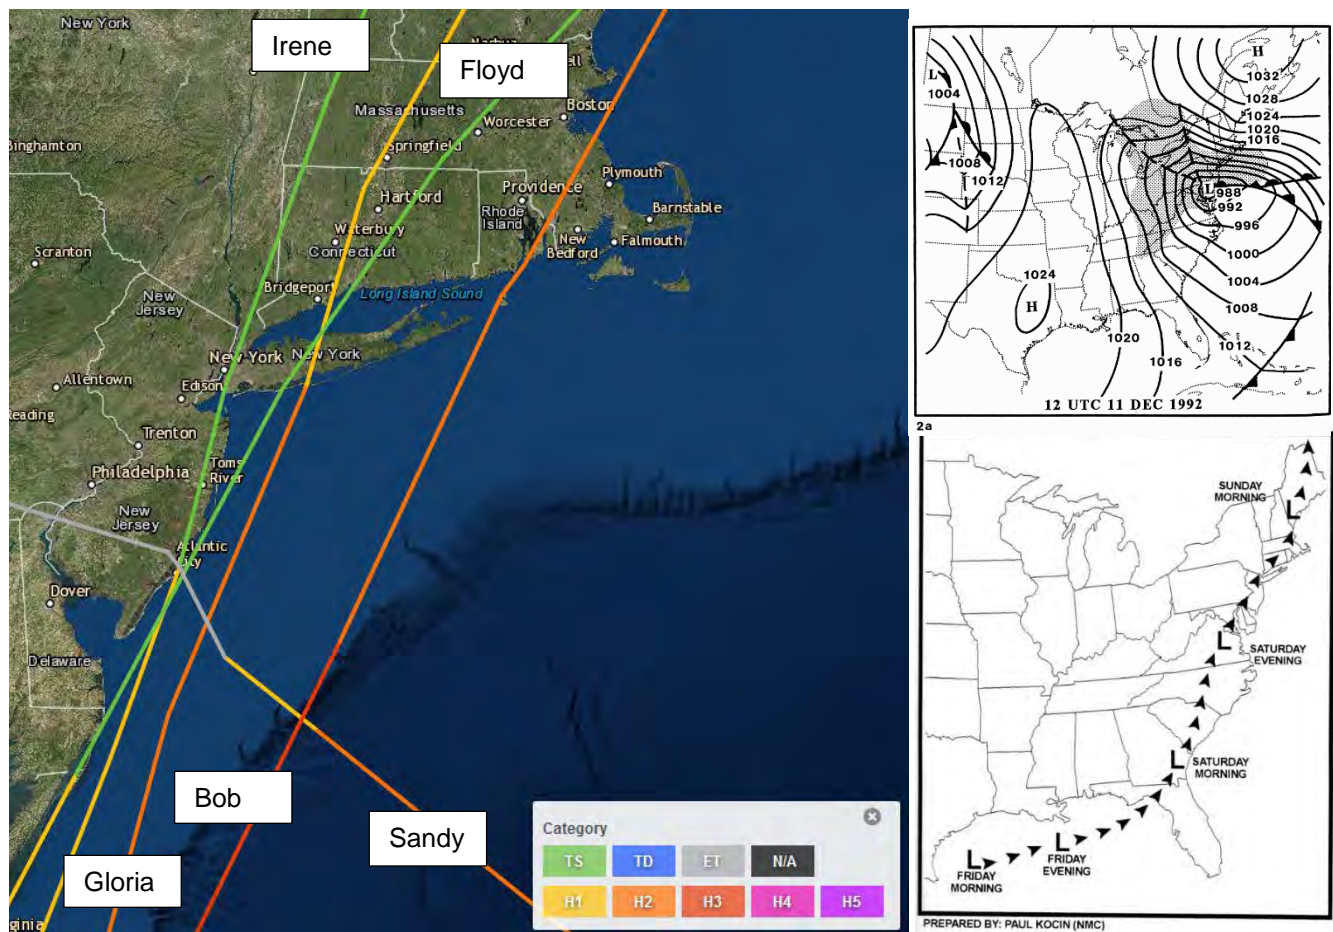 New York
Irene
Nashua
Floyd
ell
Boston
Massachusetts
Worcester
Binghamton
Springfield
Plymouth
Providence
Hartford
Rhode
Island
Barnstable
Waterbury
New
Bedford
Falmouth
Connecticut
Scranton
Bridgeport
Long Island Sound
New
Jersey
New York
New York
Allentown
Edison
Reading
Trenton
Philadelphia
Toms
River
New
Jersey
Atlantic
City
Dover
Delaware
Bob
Sandy
Gloria
ginia
Category
TS
TD
ET
N/A
H1
H2
H3
H4
H5
H
1032
L
1004
1028
1024
1020
1016
1008
1012
L
988
992
996
1000
1024
H
1004
1008
1020
1012
1016
12 UTC 11 DEC 1992
2a
SUNDAY
MORNING
L
L
SATURDAY
EVENING
L
SATURDAY
MORNING
L
FRIDAY
MORNING
L
FRIDAY
EVENING
PREPARED BY: PAUL KOCIN (NMC)